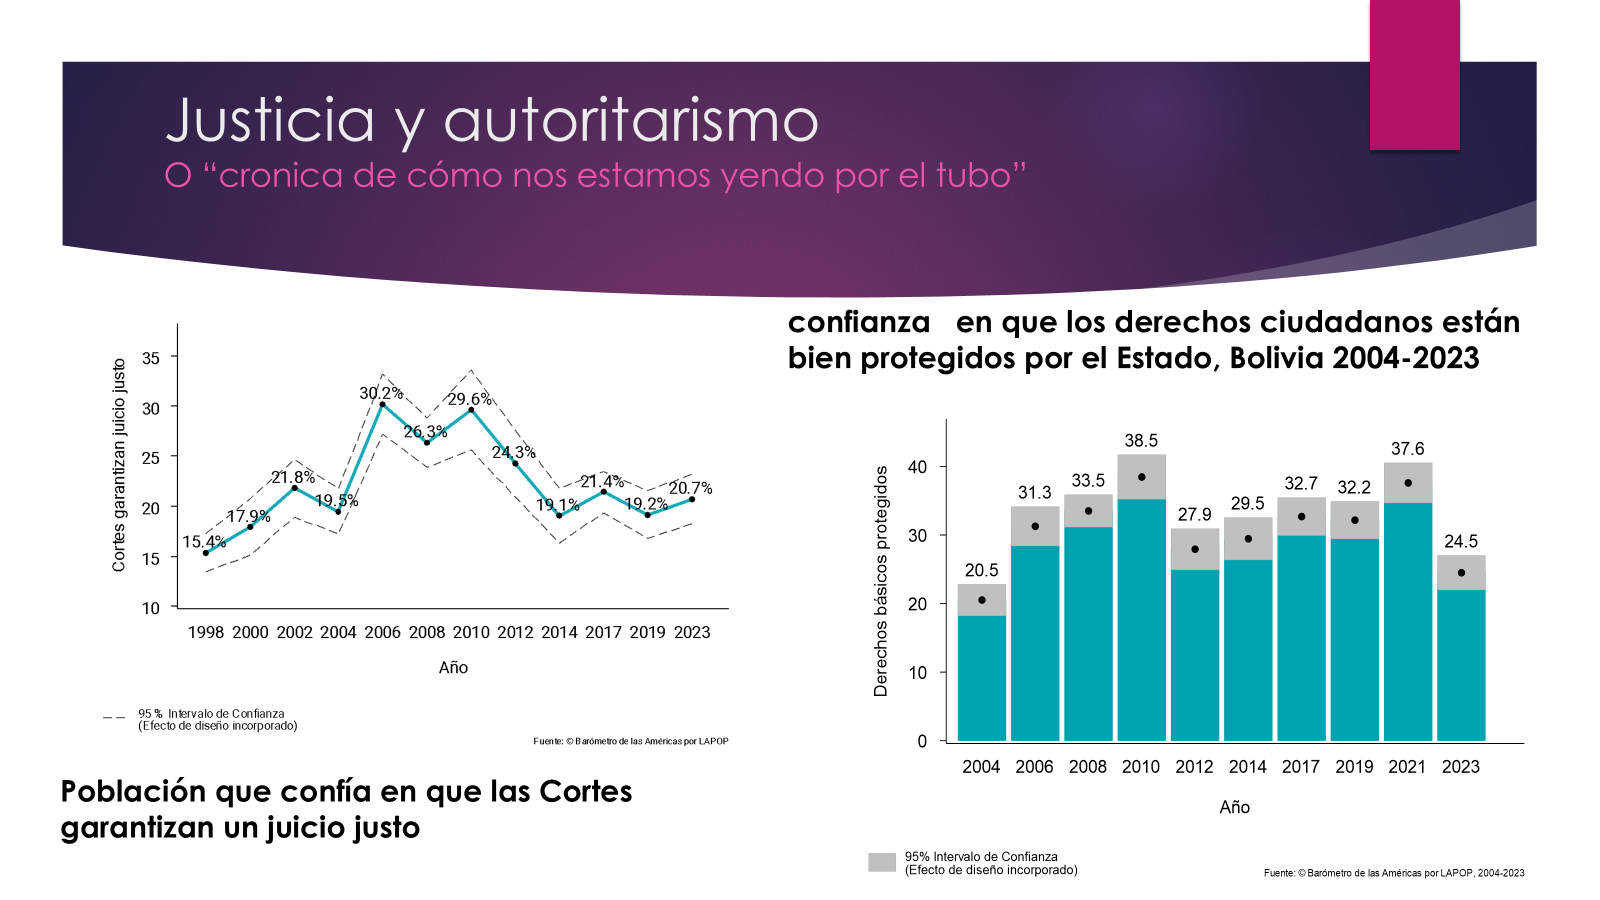 Justicia y autoritarismo
O “cronica de cómo nos estamos yendo por el tubo”
Cortes garantizan juicio justo
35
30
25
20
15
10
15.4%
17.9%
21.8%
19.5%
30.2%
26.3%
29.6%
24.3%
19.1%
21.4%
19.2%
20.7%
1998 2000 2002 2004 2006 2008 2010 2012 2014 2017 2019 2023
Año
95 % Intervalo de Confianza
(Efecto de diseño incorporado)
Fuente: © Barómetro de las Américas por LAPOP
Población que confía en que las Cortes
garantizan un juicio justo
confianza en que los derechos ciudadanos están
bien protegidos por el Estado, Bolivia 2004-2023
Derechos básicos protegidos
40
30
20
10
0
20.5
31.3
33.5
38.5
27.9
29.5
32.7
32.2
37.6
24.5
2004 2006 2008 2010 2012 2014 2017 2019 2021 2023
Año
95% Intervalo de Confianza
(Efecto de diseño incorporado)
Fuente: © Barómetro de las Américas por LAPOP, 2004-2023